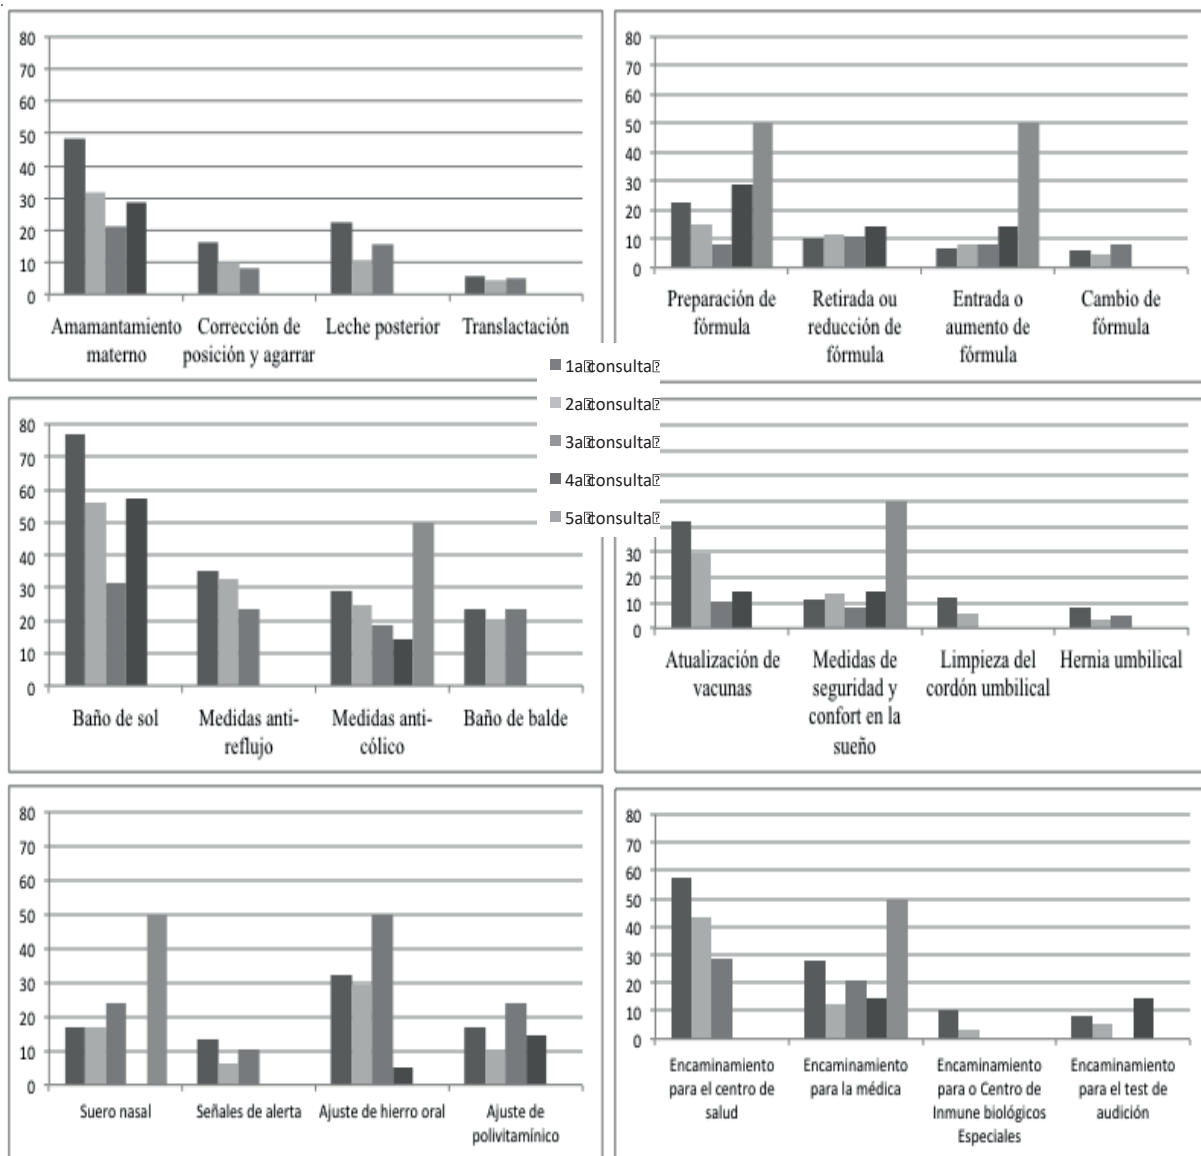 80
70
60
50
40
30
20
10
0
Amamantamiento
materno
Corrección de
posición y agarrar
Leche posterior
Translactación
80
70
60
50
40
30
20
10
0
Preparación de
fórmula
Retirada ou
reducción de
fórmula
Entrada o
aumento de
fórmula
Cambio de
fórmula
1a consulta
2a consulta
3a consulta
4a consulta
5a consulta
80
70
60
50
40
30
20
10
0
Baño de sol
Medidas anti-
reflujo
Medidas anti-
cólico
Baño de balde
30
20
10
0
Atualización de
vacunas
Medidas de
seguridad y
confort en la
sueño
Limpieza del
cordón umbilical
Hernia umbilical
80
70
60
50
40
30
20
10
0
Suero nasal
Señales de alerta
Ajuste de hierro oral
Ajuste de
polivitamínico
80
70
60
50
40
30
20
10
0
Encaminamiento
para el centro de
salud
Encaminamiento
para la médica
Encaminamiento
para o Centro de
Inmune biológicos
Especiales
Encaminamiento
para el test de
audición